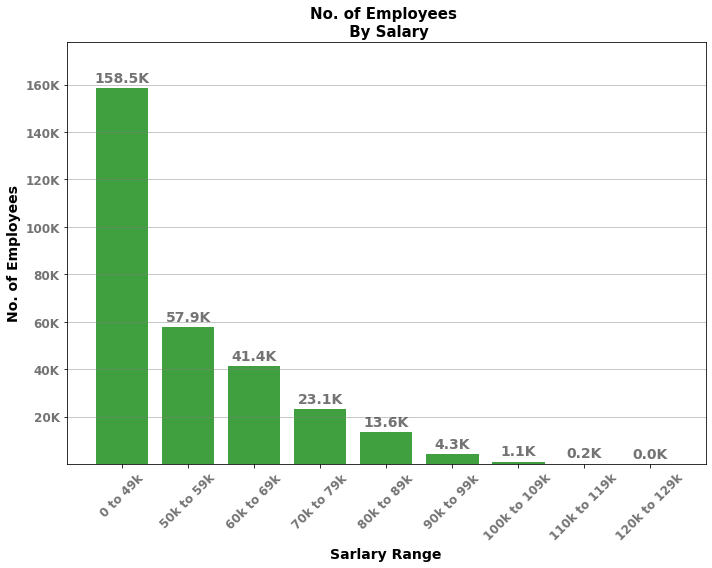 No. of Employees
By Salary
No. of Employees
160K
140K
120K
100K
80K
60K
40K
20K
158.5K
57.9K
41.4K
23.1K
13.6K
4.3K
1.1K
0.2K
0.0K
0 to 49k
50k to 59k
60k to 69k
70k to 79k
80k to 89k
90k to 99k
100k to 109k
110k to 119k
120k to 129k
Sarlary Range